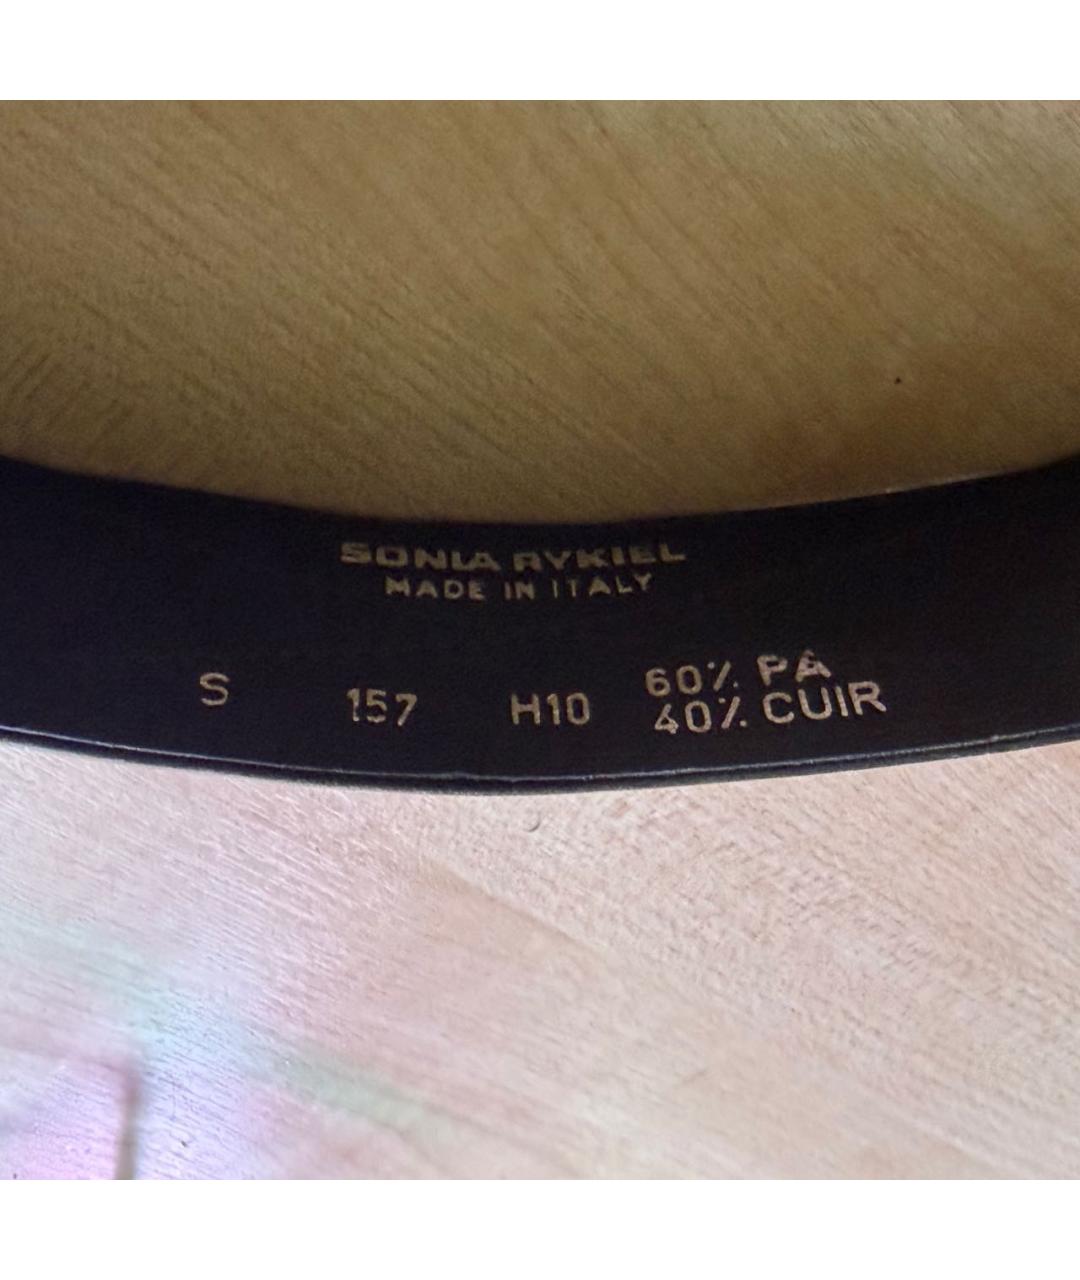 SONIA RYKIEL
MADE IN ITALY
S 157 H10 60% PA
40% CUIR